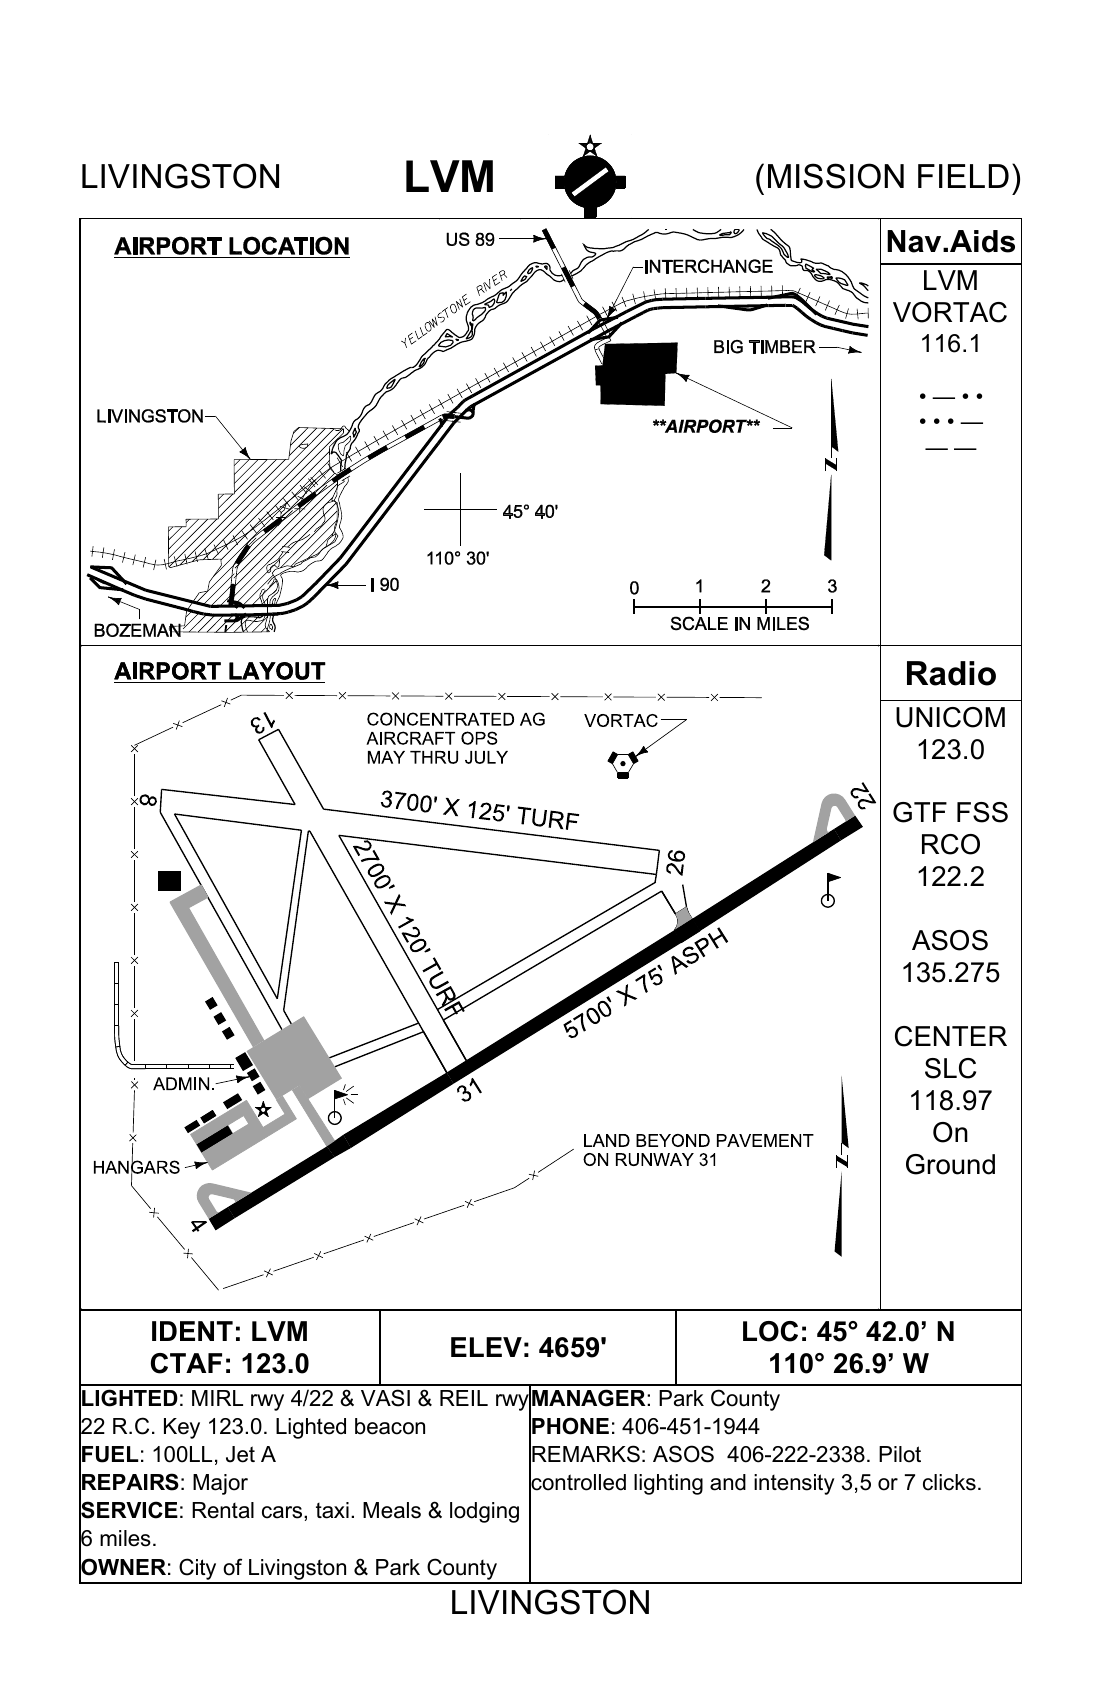 LIVINGSTON LVM (MISSION FIELD)
AIRPORT LOCATION
US 89
INTERCHANGE
YELLOWSTONE RIVER
BIG TIMBER
LIVINGSTON
**AIRPORT**
N
45° 40'
110° 30'
I 90
BOZEMAN
0 1 2 3
SCALE IN MILES
Nav.Aids
LVM
VORTAC
116.1
• — • •
• • • —
— —
AIRPORT LAYOUT
13
CONCENTRATED AG
AIRCRAFT OPS
MAY THRU JULY
VORTAC
8
3700' X 125' TURF
22
2700' X 120' TURF
26
5700' X 75' ASPH
ADMIN.
31
HANGARS
4
LAND BEYOND PAVEMENT
ON RUNWAY 31
N
Radio
UNICOM
123.0
GTF FSS
RCO
122.2
ASOS
135.275
CENTER
SLC
118.97
On
Ground
IDENT: LVM
CTAF: 123.0
ELEV: 4659'
LOC: 45° 42.0’ N
110° 26.9’ W
LIGHTED: MIRL rwy 4/22 & VASI & REIL rwy
22 R.C. Key 123.0. Lighted beacon
FUEL: 100LL, Jet A
REPAIRS: Major
SERVICE: Rental cars, taxi. Meals & lodging
6 miles.
OWNER: City of Livingston & Park County
MANAGER: Park County
PHONE: 406-451-1944
REMARKS: ASOS  406-222-2338. Pilot
controlled lighting and intensity 3,5 or 7 clicks.
LIVINGSTON